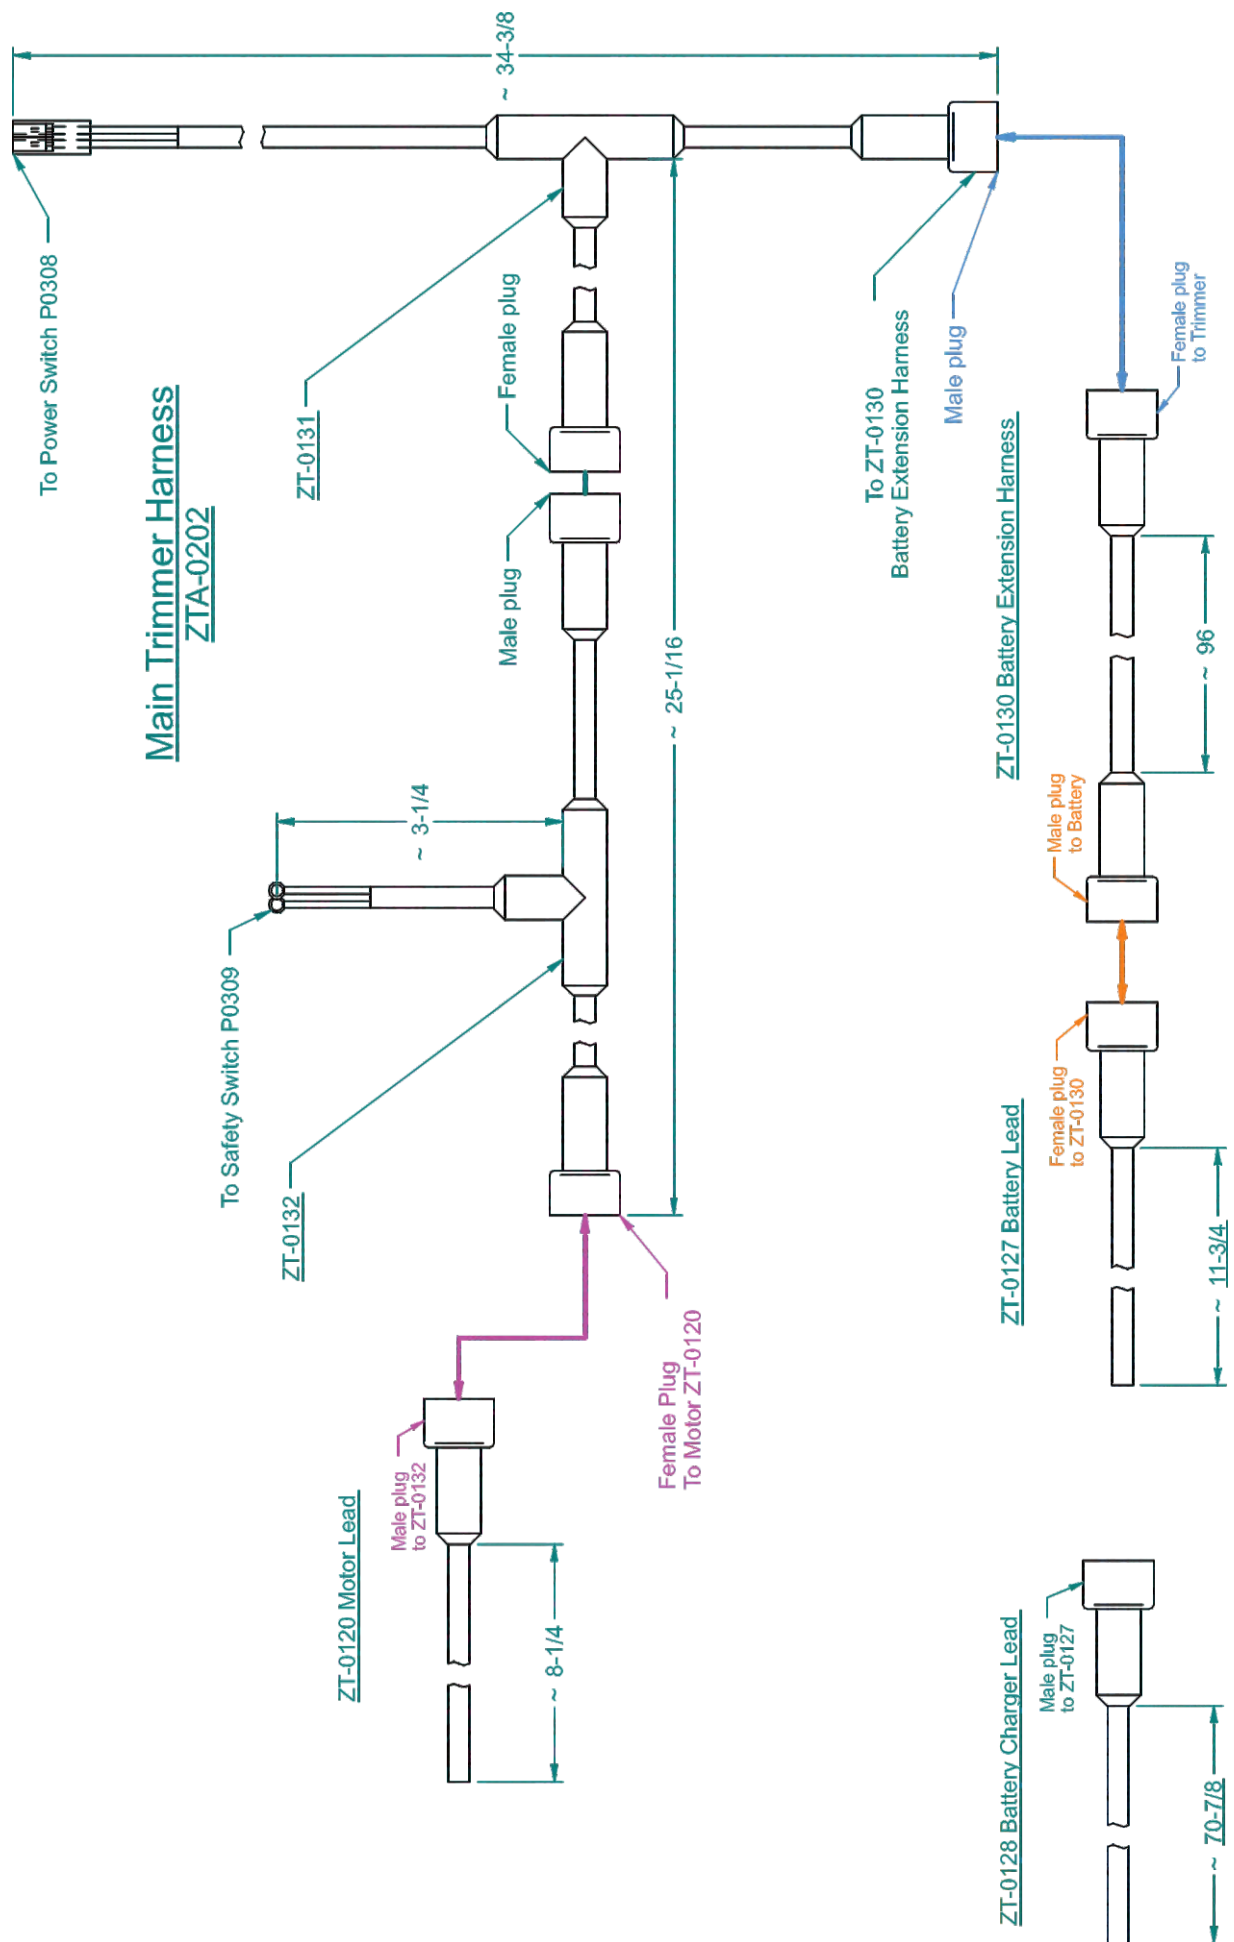 Main Trimmer Harness
ZTA-0202
To Power Switch P0308
~ 34-3/8
ZT-0131
Female plug
Male plug
~ 25-1/16
~ 3-1/4
To Safety Switch P0309
ZT-0132
To ZT-0130
Battery Extension Harness
Male plug
Female plug
to Trimmer
ZT-0130 Battery Extension Harness
~ 96
Male plug
to Battery
Female plug
to ZT-0130
ZT-0127 Battery Lead
~ 11-3/4
Female Plug
To Motor ZT-0120
Male plug
to ZT-0132
ZT-0120 Motor Lead
~ 8-1/4
ZT-0128 Battery Charger Lead
Male plug
to ZT-0127
~ 70-7/8